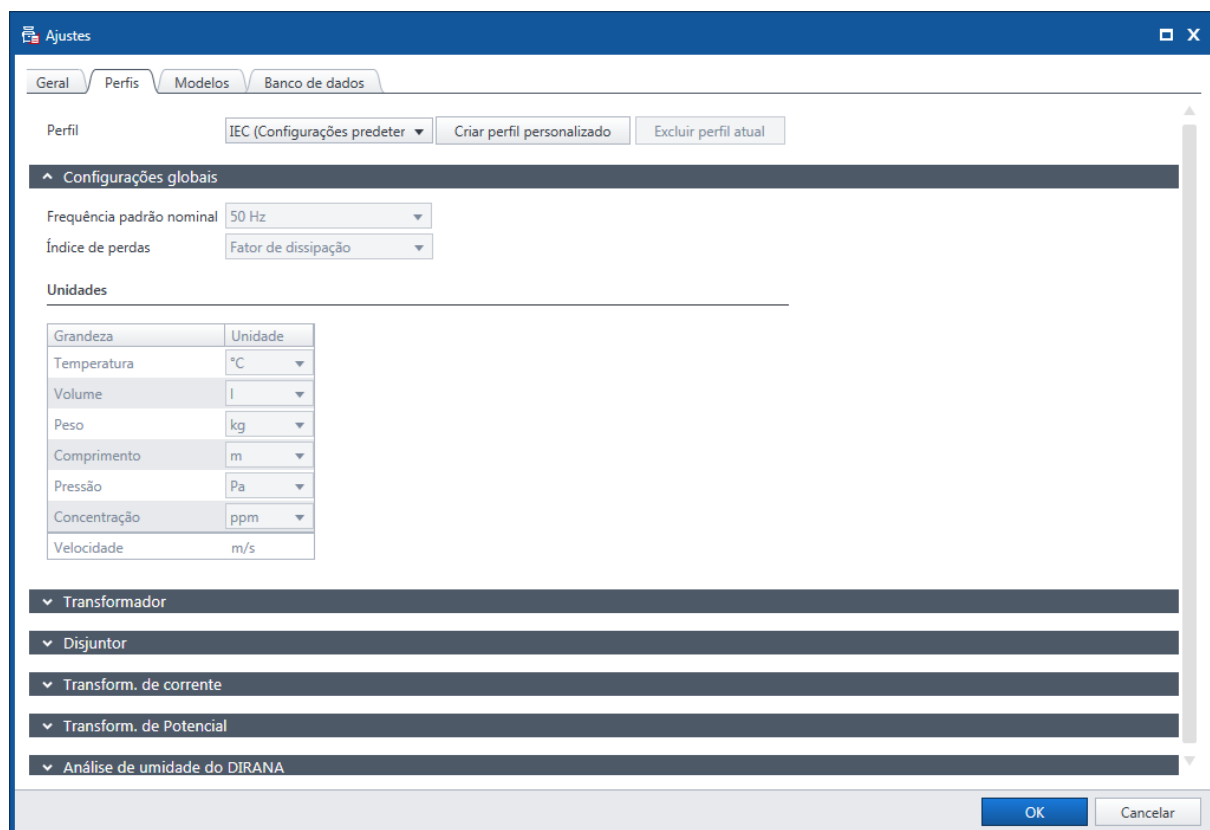 Ajustes
Geral Perfis Modelos Banco de dados
Perfil IEC (Configurações predeter Criar perfil personalizado Excluir perfil atual
Configurações globais
Frequência padrão nominal 50 Hz
Índice de perdas Fator de dissipação
Unidades
Grandeza Unidade
Temperatura °C
Volume l
Peso kg
Comprimento m
Pressão Pa
Concentração ppm
Velocidade m/s
Transformador
Disjuntor
Transform. de corrente
Transform. de Potencial
Análise de umidade do DIRANA
OK Cancelar